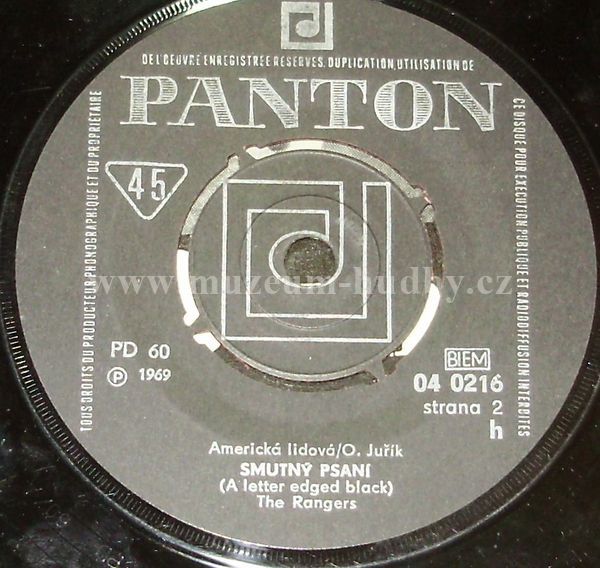 DE L'OEUVRE ENREGISTREE RESERVES. DUPLICATION, UTILISATION DE
PANTON
CE DISQUE POUR EXECUTION PUBLIQUE ET RADIODIFFUSION INTERDITES
TOUS DROITS DU PRODUCTEUR PHONOGRAPHIQUE ET DU PROPRIETAIRE
45
www.muzeum-hudby.cz
PD 60
Ⓟ 1969
BIEM
04 0216
strana 2
h
Americká lidová/O. Juřík
SMUTNÝ PSANÍ
(A letter edged black)
The Rangers